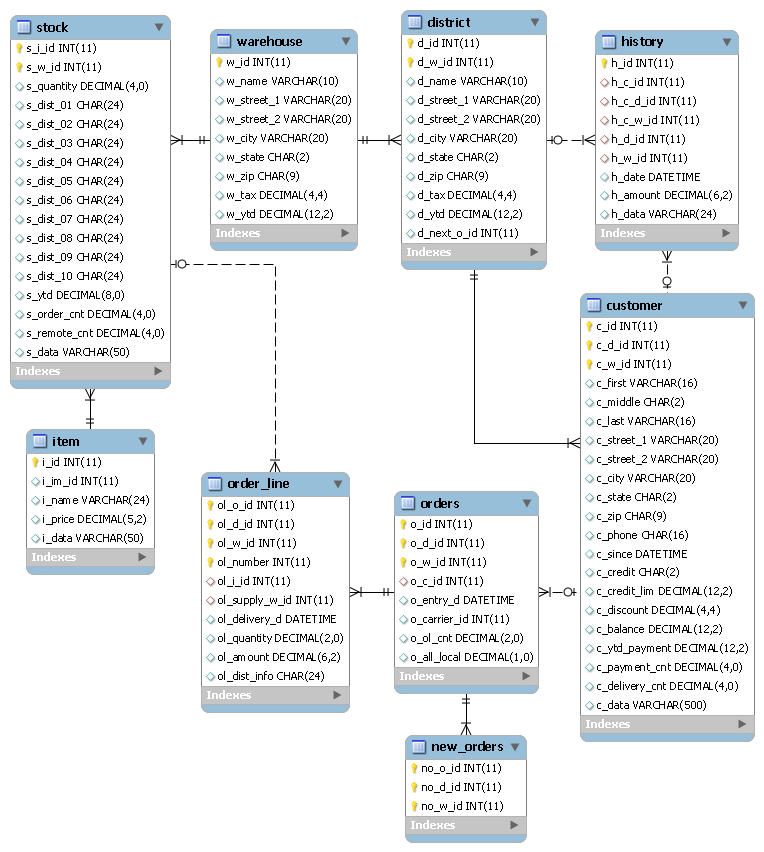 stock
s_i_id INT(11)
s_w_id INT(11)
s_quantity DECIMAL(4,0)
s_dist_01 CHAR(24)
s_dist_02 CHAR(24)
s_dist_03 CHAR(24)
s_dist_04 CHAR(24)
s_dist_05 CHAR(24)
s_dist_06 CHAR(24)
s_dist_07 CHAR(24)
s_dist_08 CHAR(24)
s_dist_09 CHAR(24)
s_dist_10 CHAR(24)
s_ytd DECIMAL(8,0)
s_order_cnt DECIMAL(4,0)
s_remote_cnt DECIMAL(4,0)
s_data VARCHAR(50)
Indexes
warehouse
w_id INT(11)
w_name VARCHAR(10)
w_street_1 VARCHAR(20)
w_street_2 VARCHAR(20)
w_city VARCHAR(20)
w_state CHAR(2)
w_zip CHAR(9)
w_tax DECIMAL(4,4)
w_ytd DECIMAL(12,2)
Indexes
district
d_id INT(11)
d_w_id INT(11)
d_name VARCHAR(10)
d_street_1 VARCHAR(20)
d_street_2 VARCHAR(20)
d_city VARCHAR(20)
d_state CHAR(2)
d_zip CHAR(9)
d_tax DECIMAL(4,4)
d_ytd DECIMAL(12,2)
d_next_o_id INT(11)
Indexes
history
h_id INT(11)
h_c_id INT(11)
h_c_d_id INT(11)
h_c_w_id INT(11)
h_d_id INT(11)
h_w_id INT(11)
h_date DATETIME
h_amount DECIMAL(6,2)
h_data VARCHAR(24)
Indexes
item
i_id INT(11)
i_im_id INT(11)
i_name VARCHAR(24)
i_price DECIMAL(5,2)
i_data VARCHAR(50)
Indexes
order_line
ol_o_id INT(11)
ol_d_id INT(11)
ol_w_id INT(11)
ol_number INT(11)
ol_i_id INT(11)
ol_supply_w_id INT(11)
ol_delivery_d DATETIME
ol_quantity DECIMAL(2,0)
ol_amount DECIMAL(6,2)
ol_dist_info CHAR(24)
Indexes
orders
o_id INT(11)
o_d_id INT(11)
o_w_id INT(11)
o_c_id INT(11)
o_entry_d DATETIME
o_carrier_id INT(11)
o_ol_cnt DECIMAL(2,0)
o_all_local DECIMAL(1,0)
Indexes
customer
c_id INT(11)
c_d_id INT(11)
c_w_id INT(11)
c_first VARCHAR(16)
c_middle CHAR(2)
c_last VARCHAR(16)
c_street_1 VARCHAR(20)
c_street_2 VARCHAR(20)
c_city VARCHAR(20)
c_state CHAR(2)
c_zip CHAR(9)
c_phone CHAR(16)
c_since DATETIME
c_credit CHAR(2)
c_credit_lim DECIMAL(12,2)
c_discount DECIMAL(4,4)
c_balance DECIMAL(12,2)
c_ytd_payment DECIMAL(12,2)
c_payment_cnt DECIMAL(4,0)
c_delivery_cnt DECIMAL(4,0)
c_data VARCHAR(500)
Indexes
new_orders
no_o_id INT(11)
no_d_id INT(11)
no_w_id INT(11)
Indexes